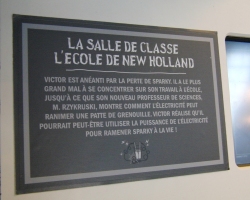 LA SALLE DE CLASSE
L'ECOLE DE NEW HOLLAND
VICTOR EST ANÉANTI PAR LA PERTE DE SPARKY. IL A LE PLUS
GRAND MAL À SE CONCENTRER SUR SON TRAVAIL À L'ÉCOLE,
JUSQU'À CE QUE SON NOUVEAU PROFESSEUR DE SCIENCES,
M. RZYKRUSKI, MONTRE COMMENT L'ÉLECTRICITÉ PEUT
RANIMER UNE PATTE DE GRENOUILLE. VICTOR RÉALISE QU'IL
POURRAIT PEUT-ÊTRE UTILISER LA PUISSANCE DE L'ÉLECTRICITÉ
POUR RAMENER SPARKY À LA VIE !